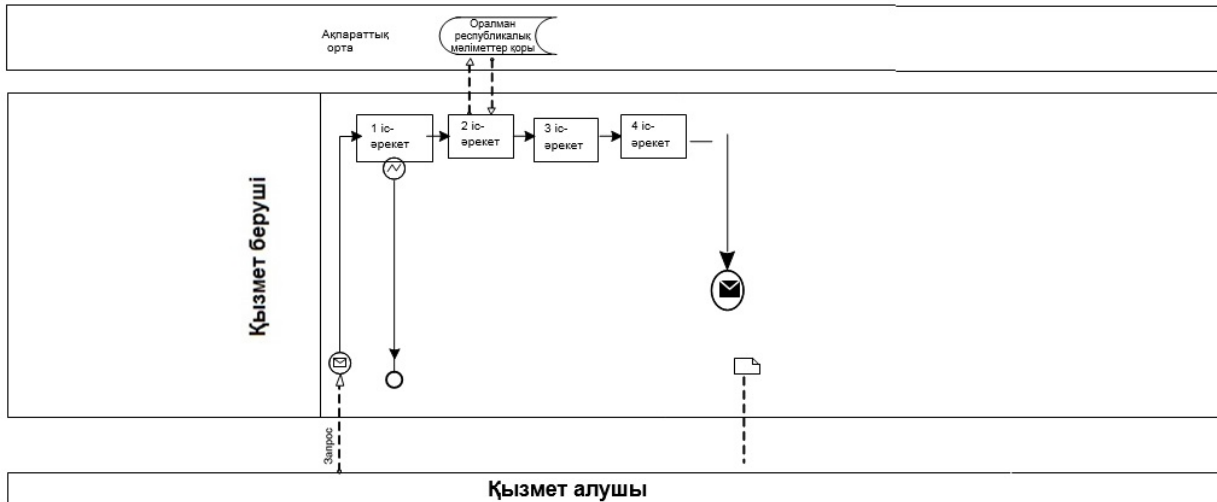 Ақпараттық
орта
Оралман
республикалық
мәліметтер қоры
1 іс-
әрекет
2 іс-
әрекет
3 іс-
әрекет
4 іс-
әрекет
Қызмет беруші
Запрос
Қызмет алушы